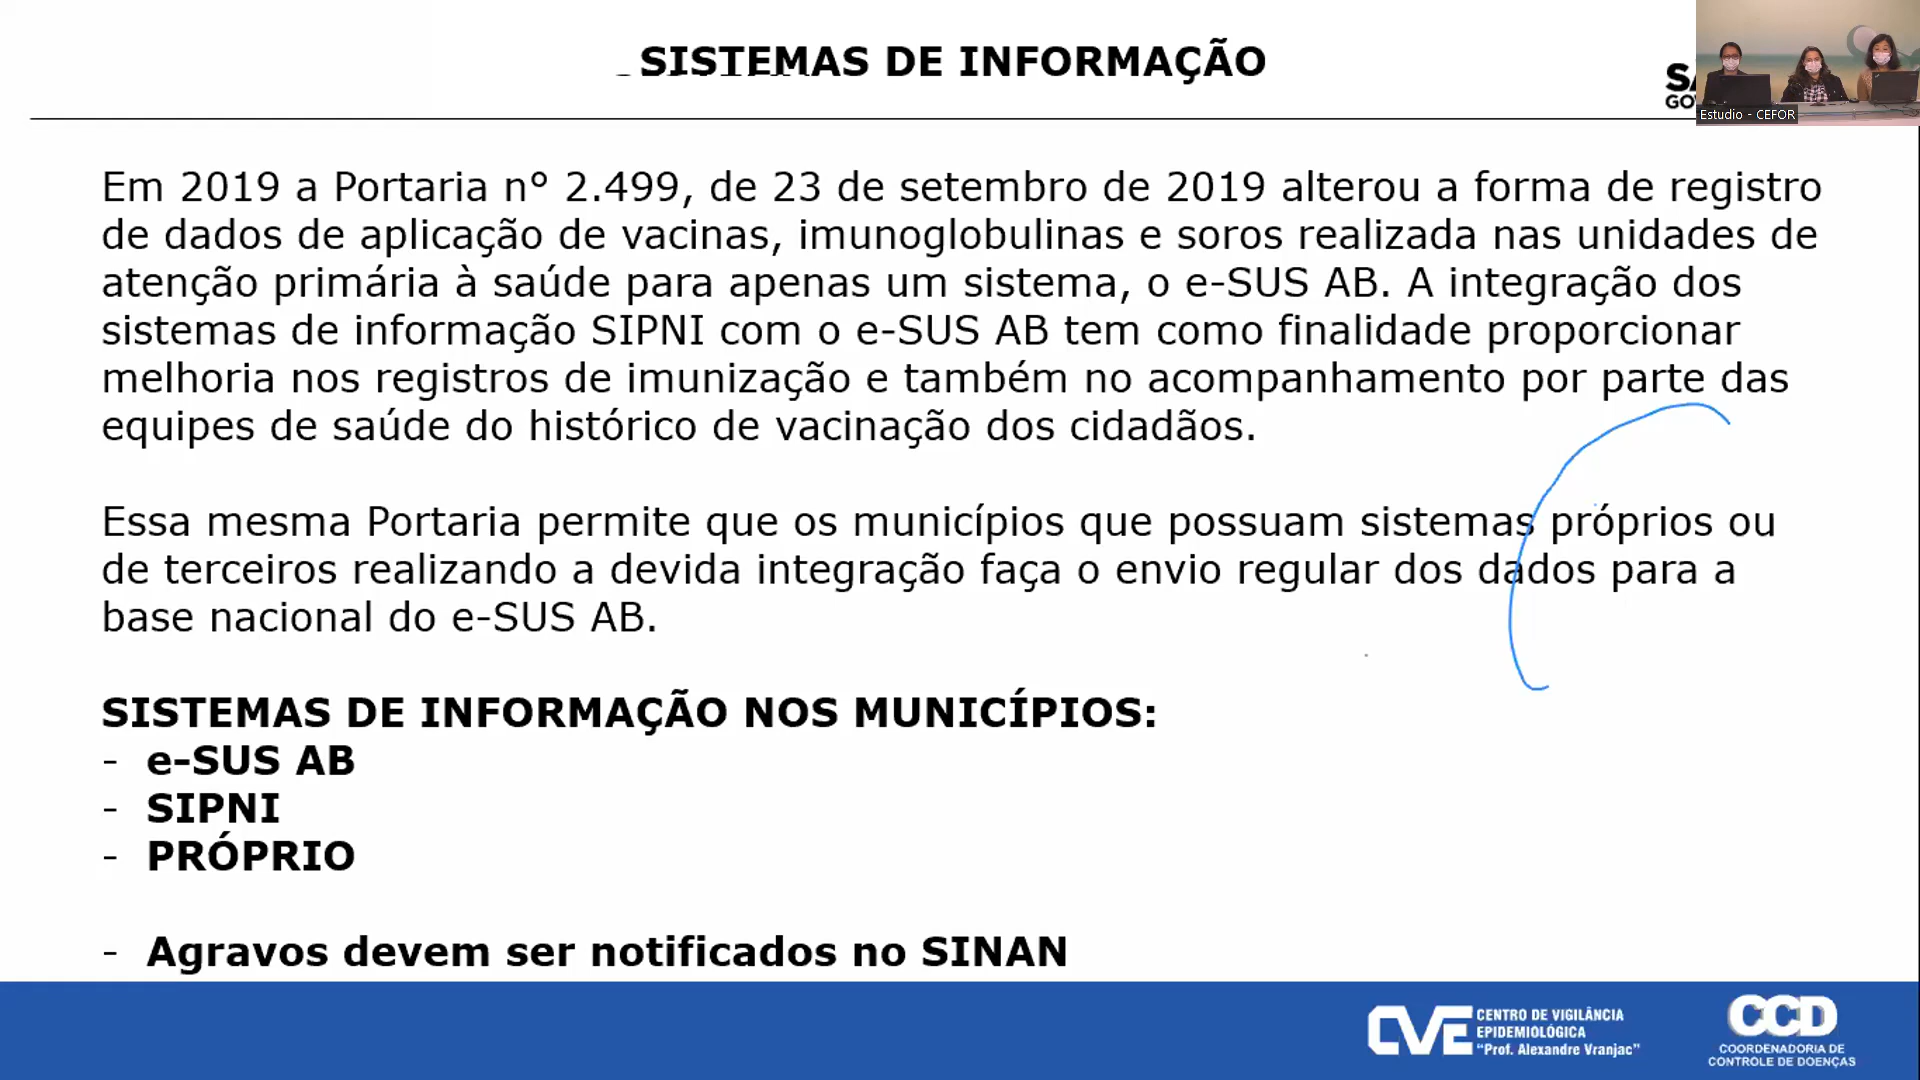 SISTEMAS DE INFORMAÇÃO
Estudio - CEFOR
Em 2019 a Portaria n° 2.499, de 23 de setembro de 2019 alterou a forma de registro
de dados de aplicação de vacinas, imunoglobulinas e soros realizada nas unidades de
atenção primária à saúde para apenas um sistema, o e-SUS AB. A integração dos
sistemas de informação SIPNI com o e-SUS AB tem como finalidade proporcionar
melhoria nos registros de imunização e também no acompanhamento por parte das
equipes de saúde do histórico de vacinação dos cidadãos.
Essa mesma Portaria permite que os municípios que possuam sistemas próprios ou
de terceiros realizando a devida integração faça o envio regular dos dados para a
base nacional do e-SUS AB.
SISTEMAS DE INFORMAÇÃO NOS MUNICÍPIOS:
- e-SUS AB
- SIPNI
- PRÓPRIO
- Agravos devem ser notificados no SINAN
CVE CENTRO DE VIGILÂNCIA
EPIDEMIOLÓGICA
"Prof. Alexandre Vranjac"
CCD
COORDENADORIA DE
CONTROLE DE DOENÇAS